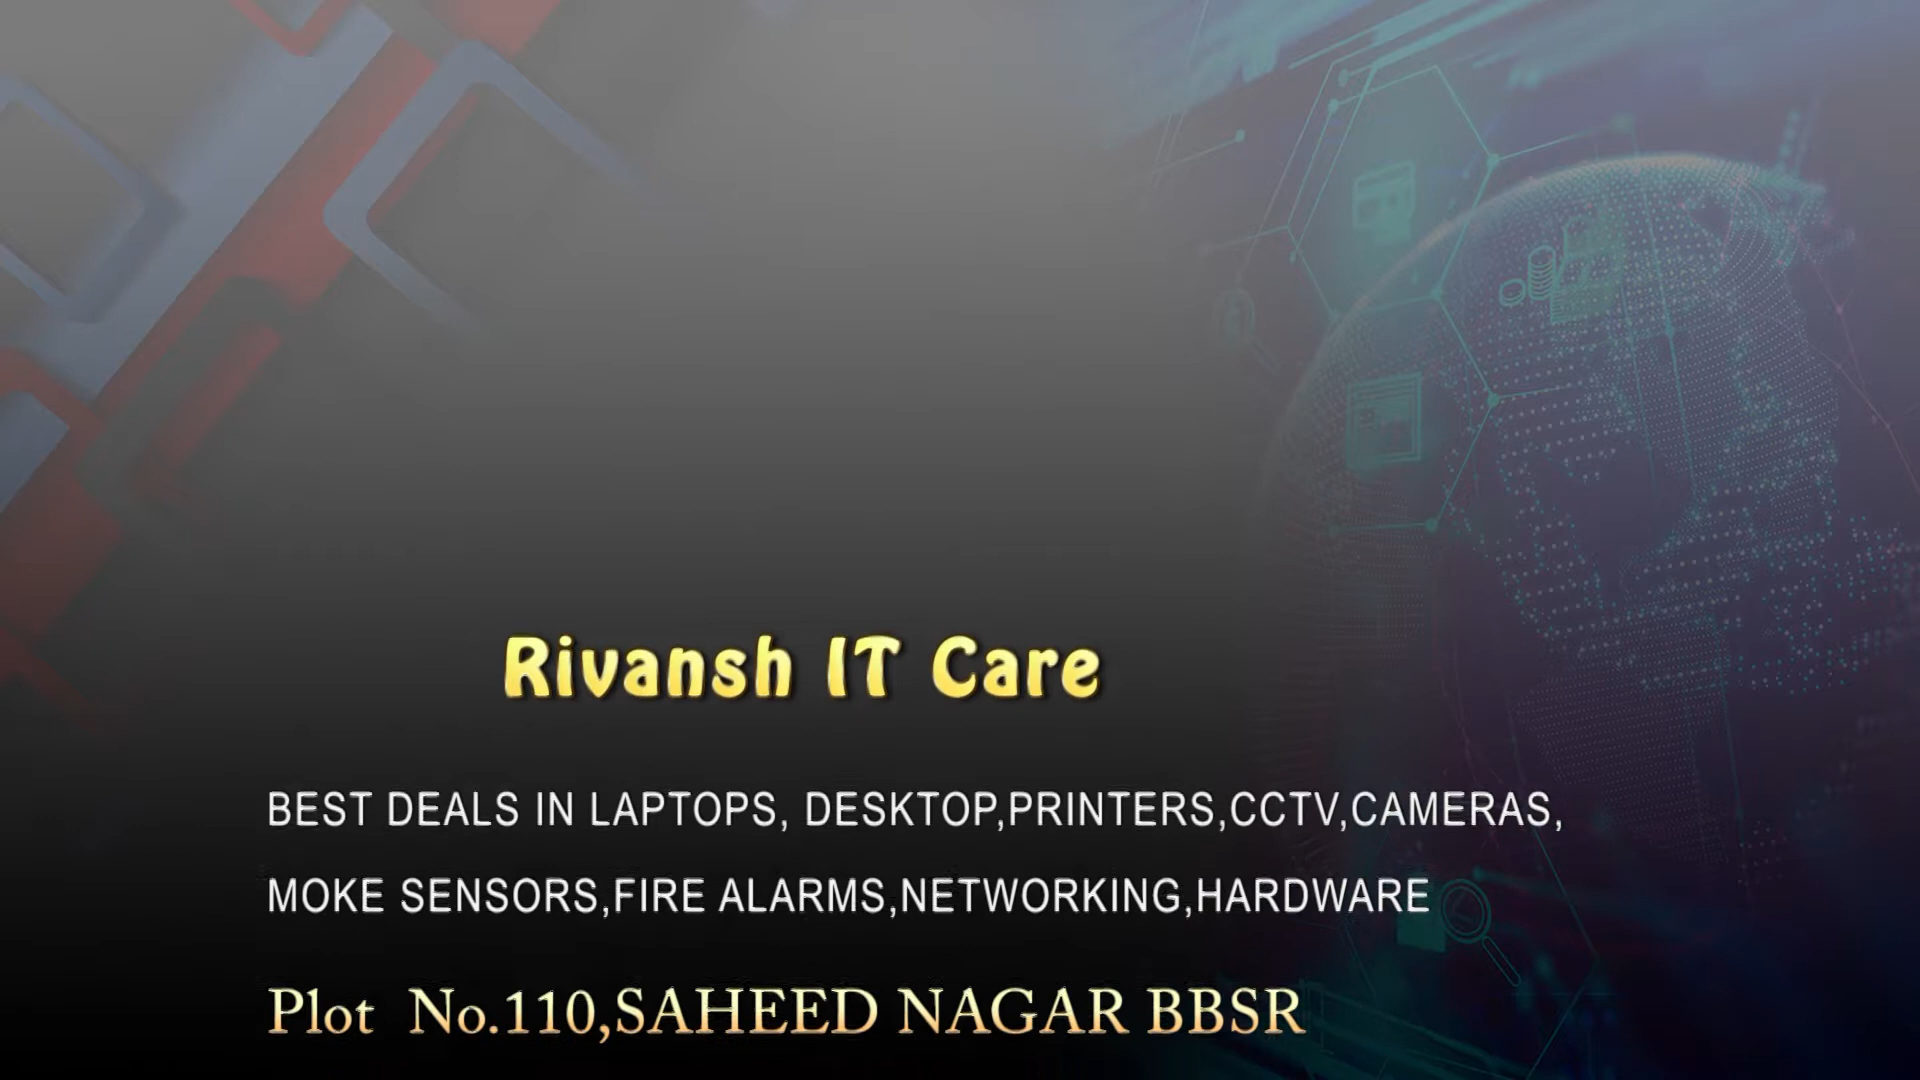 Rivansh IT Care
BEST DEALS IN LAPTOPS, DESKTOP,PRINTERS,CCTV,CAMERAS,
MOKE SENSORS,FIRE ALARMS,NETWORKING,HARDWARE
Plot No.110,SAHEED NAGAR BBSR